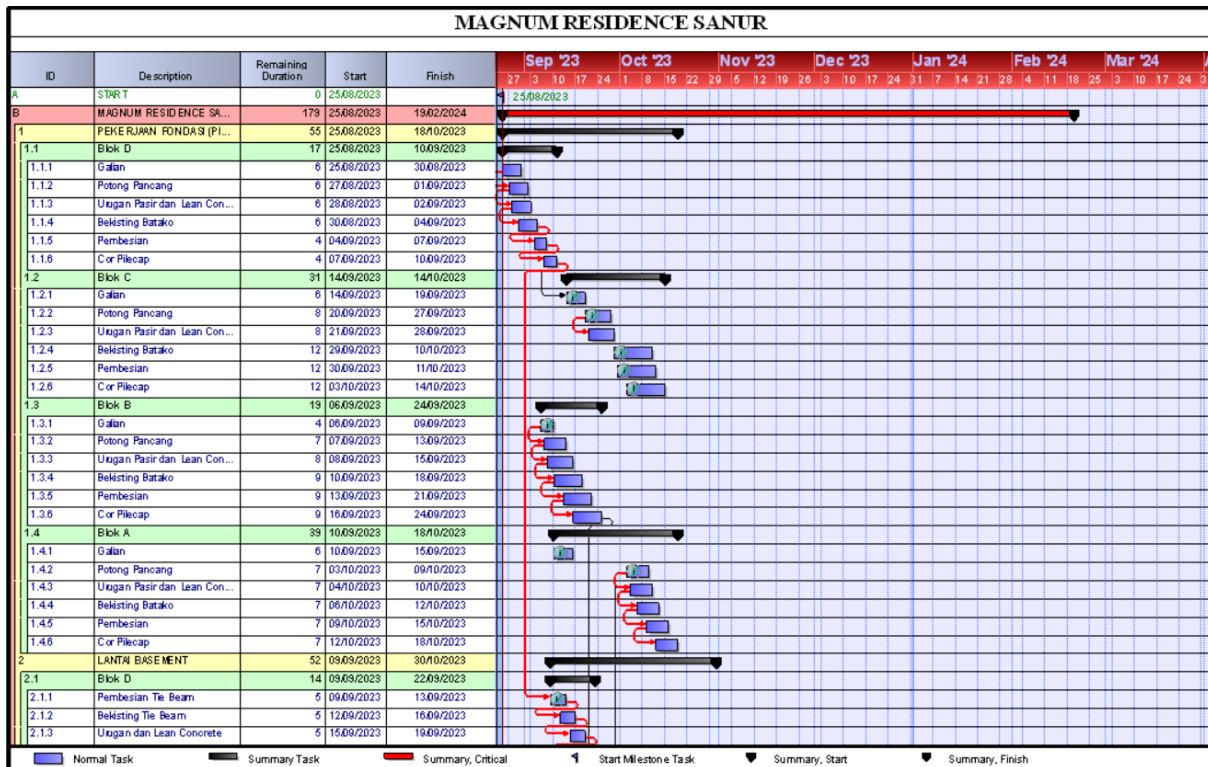 MAGNUM RESIDENCE SANUR
ID Description Remaining Duration Start Finish
Sep '23 Oct '23 Nov '23 Dec '23 Jan '24 Feb '24 Mar '24
27 3 10 17 24 1 8 15 22 29 5 12 19 26 3 10 17 24 31 7 14 21 28 4 11 18 25 3 10 17 24
A START 0 25/08/2023 25/08/2023
B MAGNUM RESIDENCE SA... 179 25/08/2023 19/02/2024
1 PEKERJAAN FONDASI (PI... 55 25/08/2023 18/10/2023
1.1 Blok D 17 25/08/2023 10/09/2023
1.1.1 Galian 6 25/08/2023 30/08/2023
1.1.2 Potong Pancang 6 27/08/2023 01/09/2023
1.1.3 Urugan Pasir dan Lean Con... 6 28/08/2023 02/09/2023
1.1.4 Bekisting Batako 6 30/08/2023 04/09/2023
1.1.5 Pembesian 4 04/09/2023 07/09/2023
1.1.6 Cor Pilecap 4 07/09/2023 10/09/2023
1.2 Blok C 31 14/09/2023 14/10/2023
1.2.1 Galian 6 14/09/2023 19/09/2023
1.2.2 Potong Pancang 8 20/09/2023 27/09/2023
1.2.3 Urugan Pasir dan Lean Con... 8 21/09/2023 28/09/2023
1.2.4 Bekisting Batako 12 29/09/2023 10/10/2023
1.2.5 Pembesian 12 30/09/2023 11/10/2023
1.2.6 Cor Pilecap 12 03/10/2023 14/10/2023
1.3 Blok B 19 06/09/2023 24/09/2023
1.3.1 Galian 4 06/09/2023 09/09/2023
1.3.2 Potong Pancang 7 07/09/2023 13/09/2023
1.3.3 Urugan Pasir dan Lean Con... 8 08/09/2023 15/09/2023
1.3.4 Bekisting Batako 9 10/09/2023 18/09/2023
1.3.5 Pembesian 9 13/09/2023 21/09/2023
1.3.6 Cor Pilecap 9 16/09/2023 24/09/2023
1.4 Blok A 39 10/09/2023 18/10/2023
1.4.1 Galian 6 10/09/2023 15/09/2023
1.4.2 Potong Pancang 7 03/10/2023 09/10/2023
1.4.3 Urugan Pasir dan Lean Con... 7 04/10/2023 10/10/2023
1.4.4 Bekisting Batako 7 06/10/2023 12/10/2023
1.4.5 Pembesian 7 09/10/2023 15/10/2023
1.4.6 Cor Pilecap 7 12/10/2023 18/10/2023
2 LANTAI BASEMENT 52 09/09/2023 30/10/2023
2.1 Blok D 14 09/09/2023 22/09/2023
2.1.1 Pembesian Tie Beam 5 09/09/2023 13/09/2023
2.1.2 Bekisting Tie Beam 5 12/09/2023 16/09/2023
2.1.3 Urugan dan Lean Concrete 5 15/09/2023 19/09/2023
Normal Task Summary Task Summary, Critical Start Milestone Task Summary, Start Summary, Finish